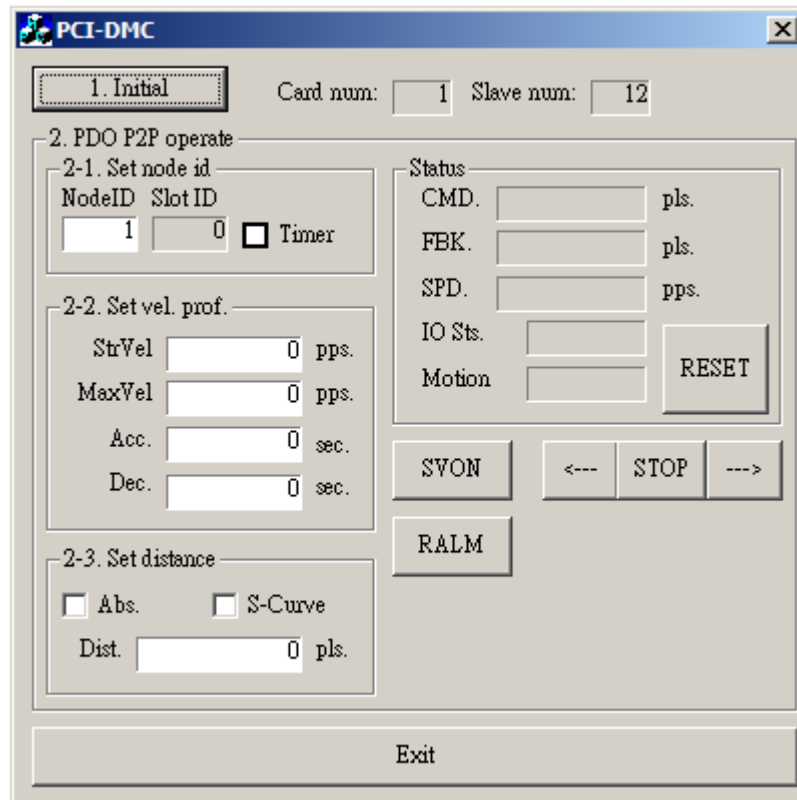 PCI-DMC
1. Initial
Card num: 1 Slave num: 12
2. PDO P2P operate
2-1. Set node id
NodeID Slot ID
1 0 Timer
2-2. Set vel. prof.
StrVel 0 pps.
MaxVel 0 pps.
Acc. 0 sec.
Dec. 0 sec.
2-3. Set distance
Abs. S-Curve
Dist. 0 pls.
Status
CMD. pls.
FBK. pls.
SPD. pps.
IO Sts.
Motion
RESET
SVON <--- STOP --->
RALM
Exit